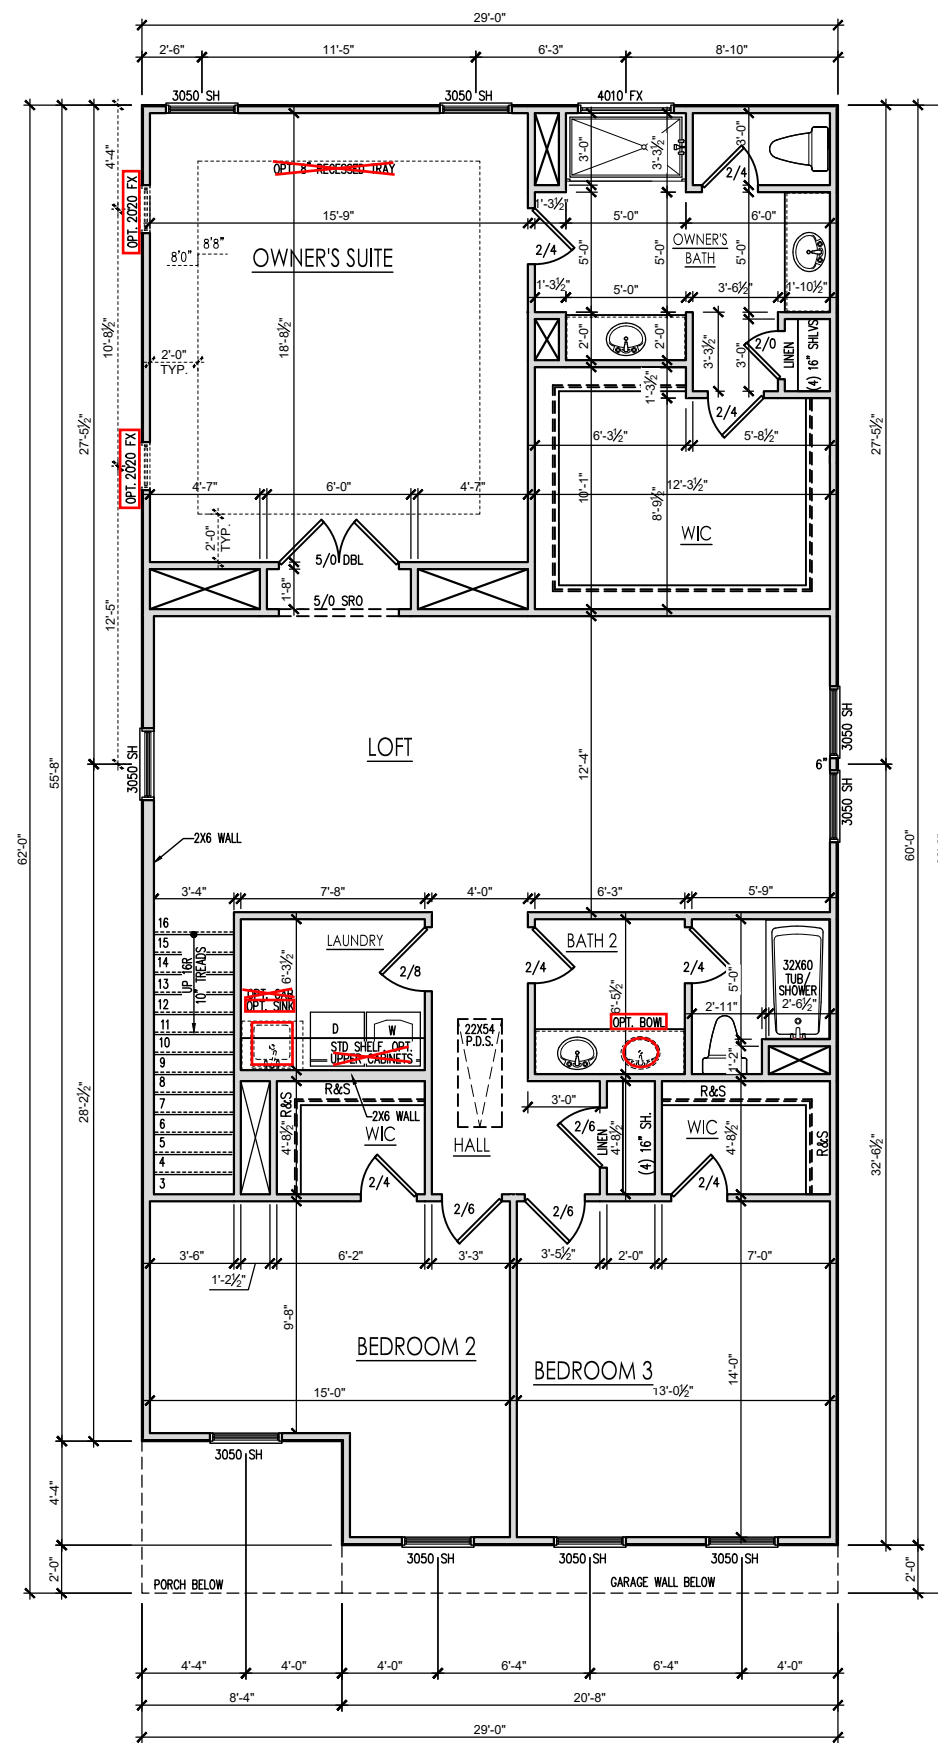 29'-0"
2'-6"
11'-5"
6'-3"
8'-10"
3050 SH
3050 SH
4010 FX
OPT. 8" RECESSED TRAY
4'-4"
OPT. 2020 FX
3'-0"
3'-3½"
3'-0"
2/4
15'-9"
1'-3½"
5'-0"
6'-0"
8'8"
8'0"
OWNER'S SUITE
2/4
OWNER'S
BATH
5'-0"
5'-0"
5'-0"
1'-3½"
5'-0"
3'-6½"
1'-10½"
10'-8½"
18'-8½"
2'-0"
TYP.
2'-0"
2'-0"
3'-3½"
3'-0"
2/0
LINEN
(4) 16" SHLVS
1'-3½"
2/4
27'-5½"
27'-5½"
6'-3½"
5'-8½"
OPT. 2020 FX
4'-7"
6'-0"
4'-7"
10'-1"
8'-9½"
12'-3½"
2'-0"
TYP.
WIC
5/0 DBL
1'-8"
5/0 SRO
12'-5"
LOFT
3050 SH
3050 SH
6"
3050 SH
12'-4"
55'-8"
62'-0"
60'-0"
2X6 WALL
3'-4"
7'-8"
4'-0"
6'-3"
5'-9"
16
15
14
13
12
11
10
9
8
7
6
5
4
3
UP 16R
10" TREADS
LAUNDRY
2/8
6'-3½"
OPT. CAB
OPT. SINK
D
W
STD SHELF, OPT.
UPPER CABINETS
22X54
P.D.S.
BATH 2
2/4
2/4
6'-5½"
OPT. BOWL
5'-0"
32X60
TUB/
SHOWER
2'-11"
2'-6½"
1'-2"
R&S
R&S
2X6 WALL
4'-8½"
WIC
2/4
HALL
3'-0"
2/6
LINEN
4'-8½"
(4) 16" SH.
R&S
WIC
4'-8½"
R&S
2/4
28'-2½"
32'-6½"
2/6
2/6
3'-6"
6'-2"
3'-3"
3'-5½"
2'-0"
7'-0"
1'-2½"
9'-8"
BEDROOM 2
BEDROOM 3
14'-0"
15'-0"
13'-0½"
3050 SH
4'-4"
2'-0"
2'-0"
3050 SH
3050 SH
3050 SH
PORCH BELOW
GARAGE WALL BELOW
4'-4"
4'-0"
4'-0"
6'-4"
6'-4"
4'-0"
8'-4"
20'-8"
29'-0"